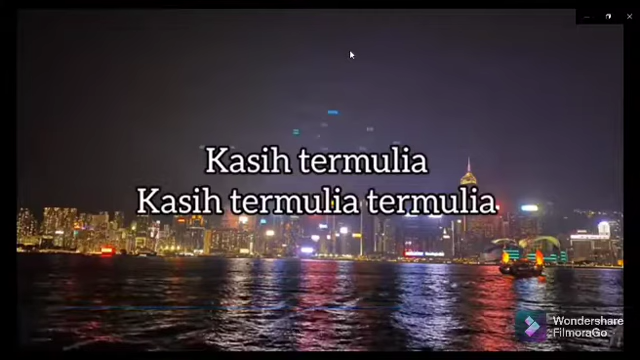 Kasih termulia
Kasih termulia termulia
Wondershare
FilmoraGo